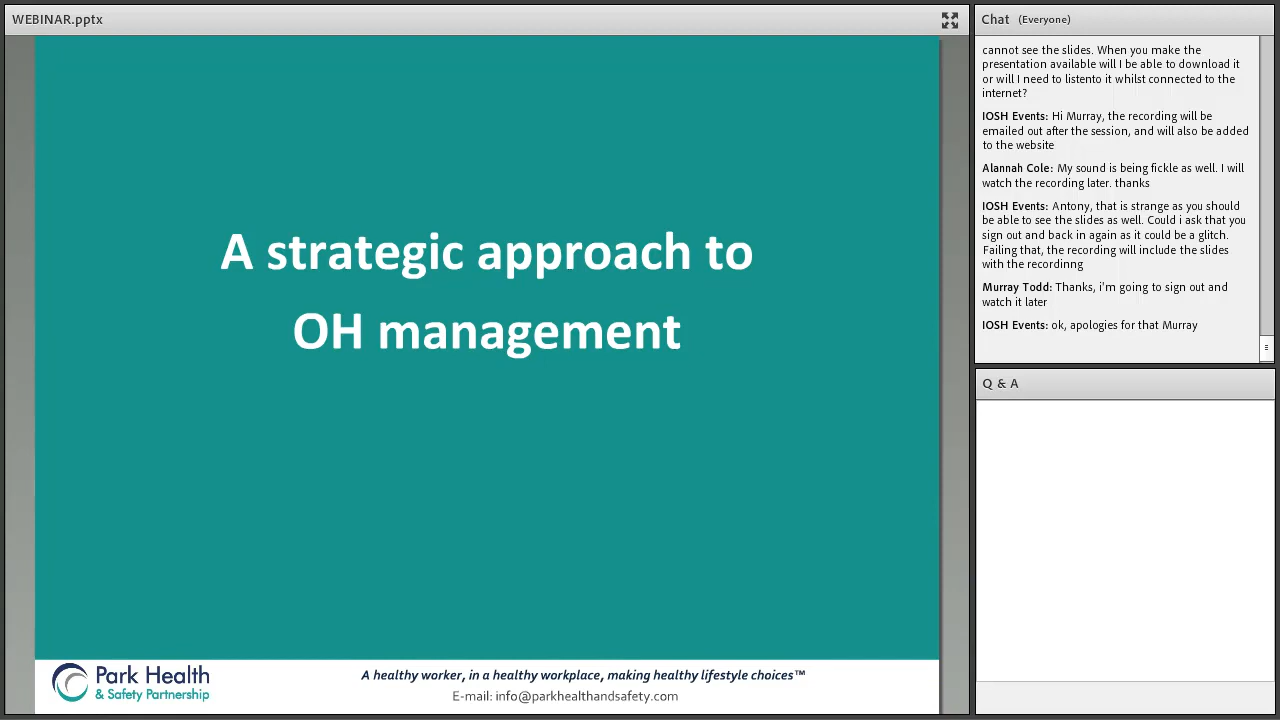 WEBINAR.pptx
A strategic approach to
OH management
Park Health
& Safety Partnership
A healthy worker, in a healthy workplace, making healthy lifestyle choices™
E-mail: info@parkhealthandsafety.com
Chat (Everyone)
cannot see the slides. When you make the
presentation available will I be able to download it
or will I need to listento it whilst connected to the
internet?
IOSH Events: Hi Murray, the recording will be
emailed out after the session, and will also be added
to the website
Alannah Cole: My sound is being fickle as well. I will
watch the recording later. thanks
IOSH Events: Antony, that is strange as you should
be able to see the slides as well. Could i ask that you
sign out and back in again as it could be a glitch.
Failing that, the recording will include the slides
with the recordinng
Murray Todd: Thanks, i'm going to sign out and
watch it later
IOSH Events: ok, apologies for that Murray
Q & A